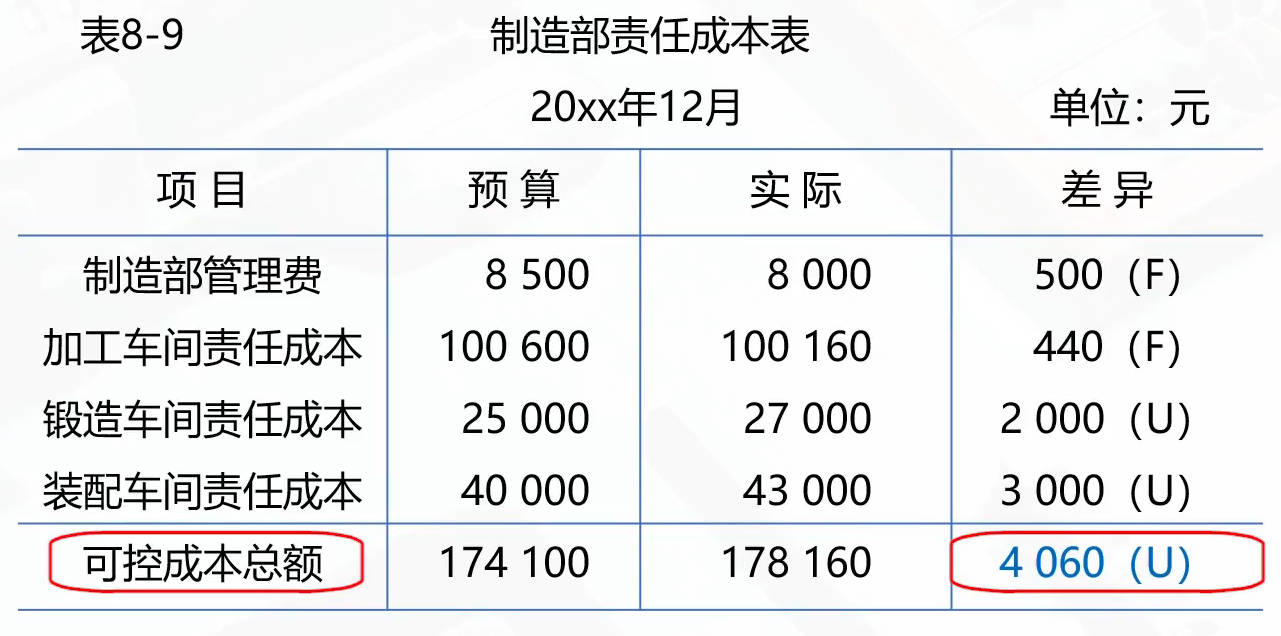 表8-9 制造部责任成本表
20xx年12月 单位：元
项 目 预 算 实 际 差 异
制造部管理费 8 500 8 000 500（F）
加工车间责任成本 100 600 100 160 440（F）
锻造车间责任成本 25 000 27 000 2 000（U）
装配车间责任成本 40 000 43 000 3 000（U）
可控成本总额 174 100 178 160 4 060（U）